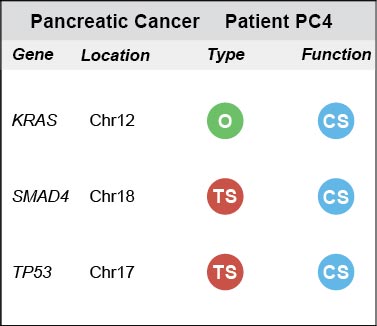 Pancreatic Cancer Patient PC4
Gene Location Type Function
KRAS Chr12 O CS
SMAD4 Chr18 TS CS
TP53 Chr17 TS CS